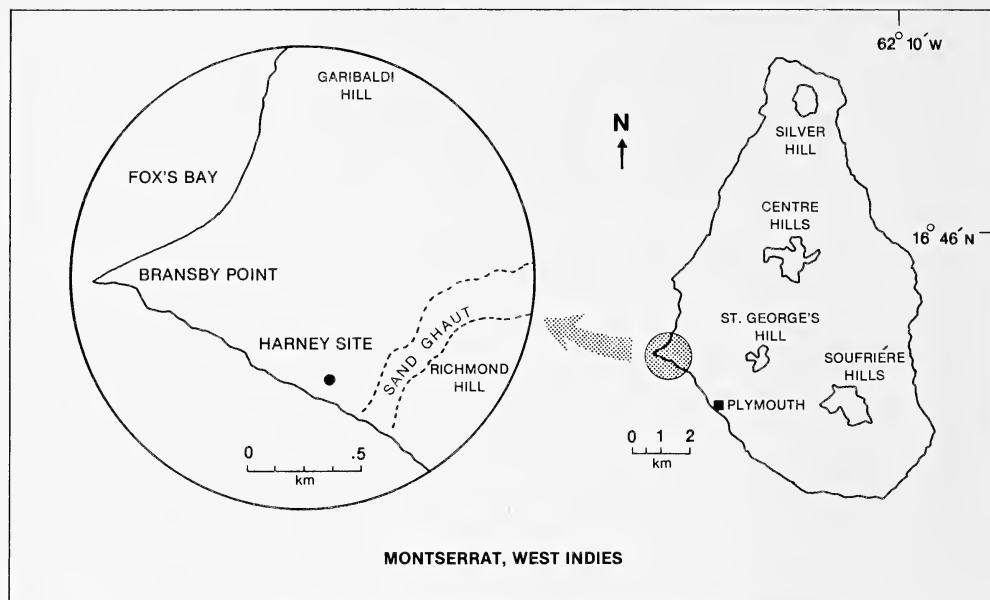 62° 10´W
GARIBALDI
HILL
N
SILVER
HILL
FOX'S BAY
CENTRE
HILLS
16° 46´N
BRANSBY POINT
SAND GHAUT
ST. GEORGE'S
HILL
HARNEY SITE
RICHMOND
HILL
SOUFRIÉRE
HILLS
PLYMOUTH
0 .5
km
0 1 2
km
MONTSERRAT, WEST INDIES